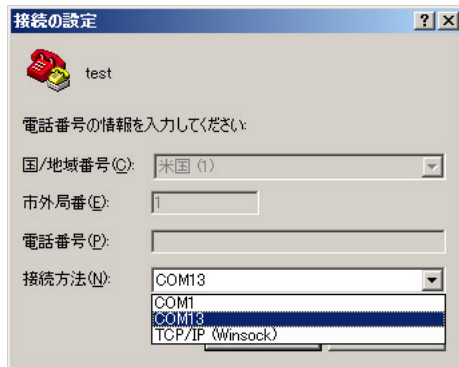 接続の設定
test
電話番号の情報を入力してください:
国/地域番号(C): 米国 (1)
市外局番(E): 1
電話番号(P):
接続方法(N): COM13
COM1
COM13
TCP/IP (Winsock)